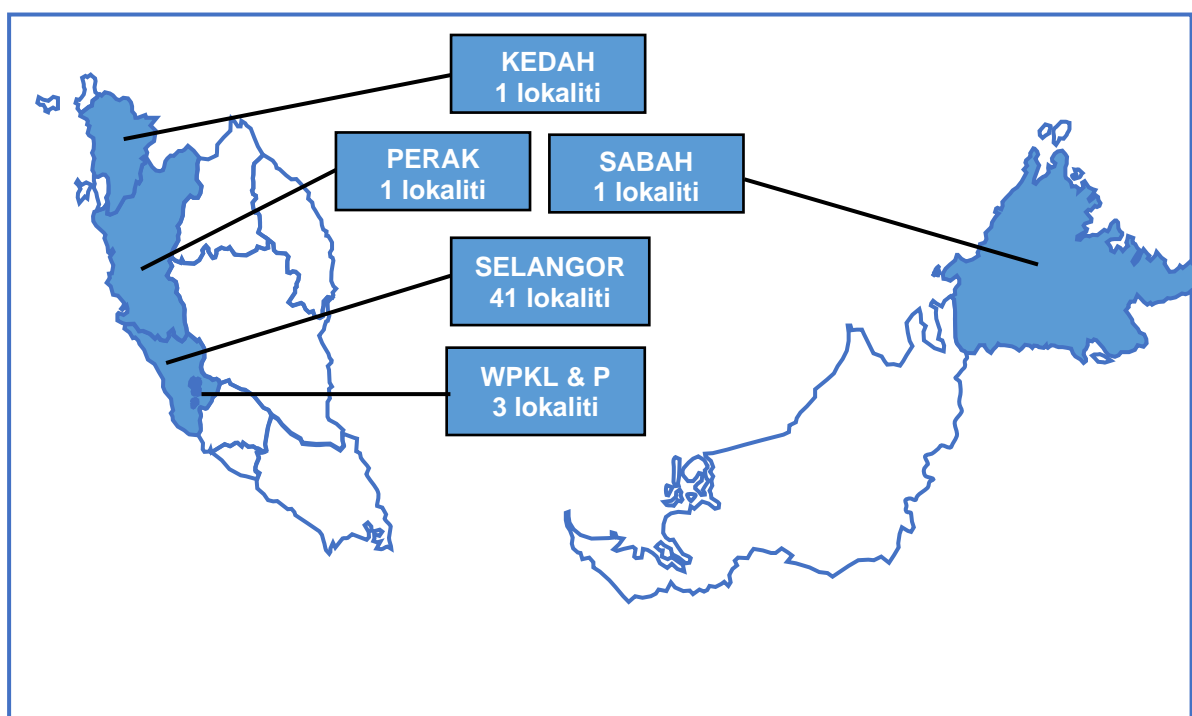 KEDAH
1 lokaliti
PERAK
1 lokaliti
SABAH
1 lokaliti
SELANGOR
41 lokaliti
WPKL & P
3 lokaliti